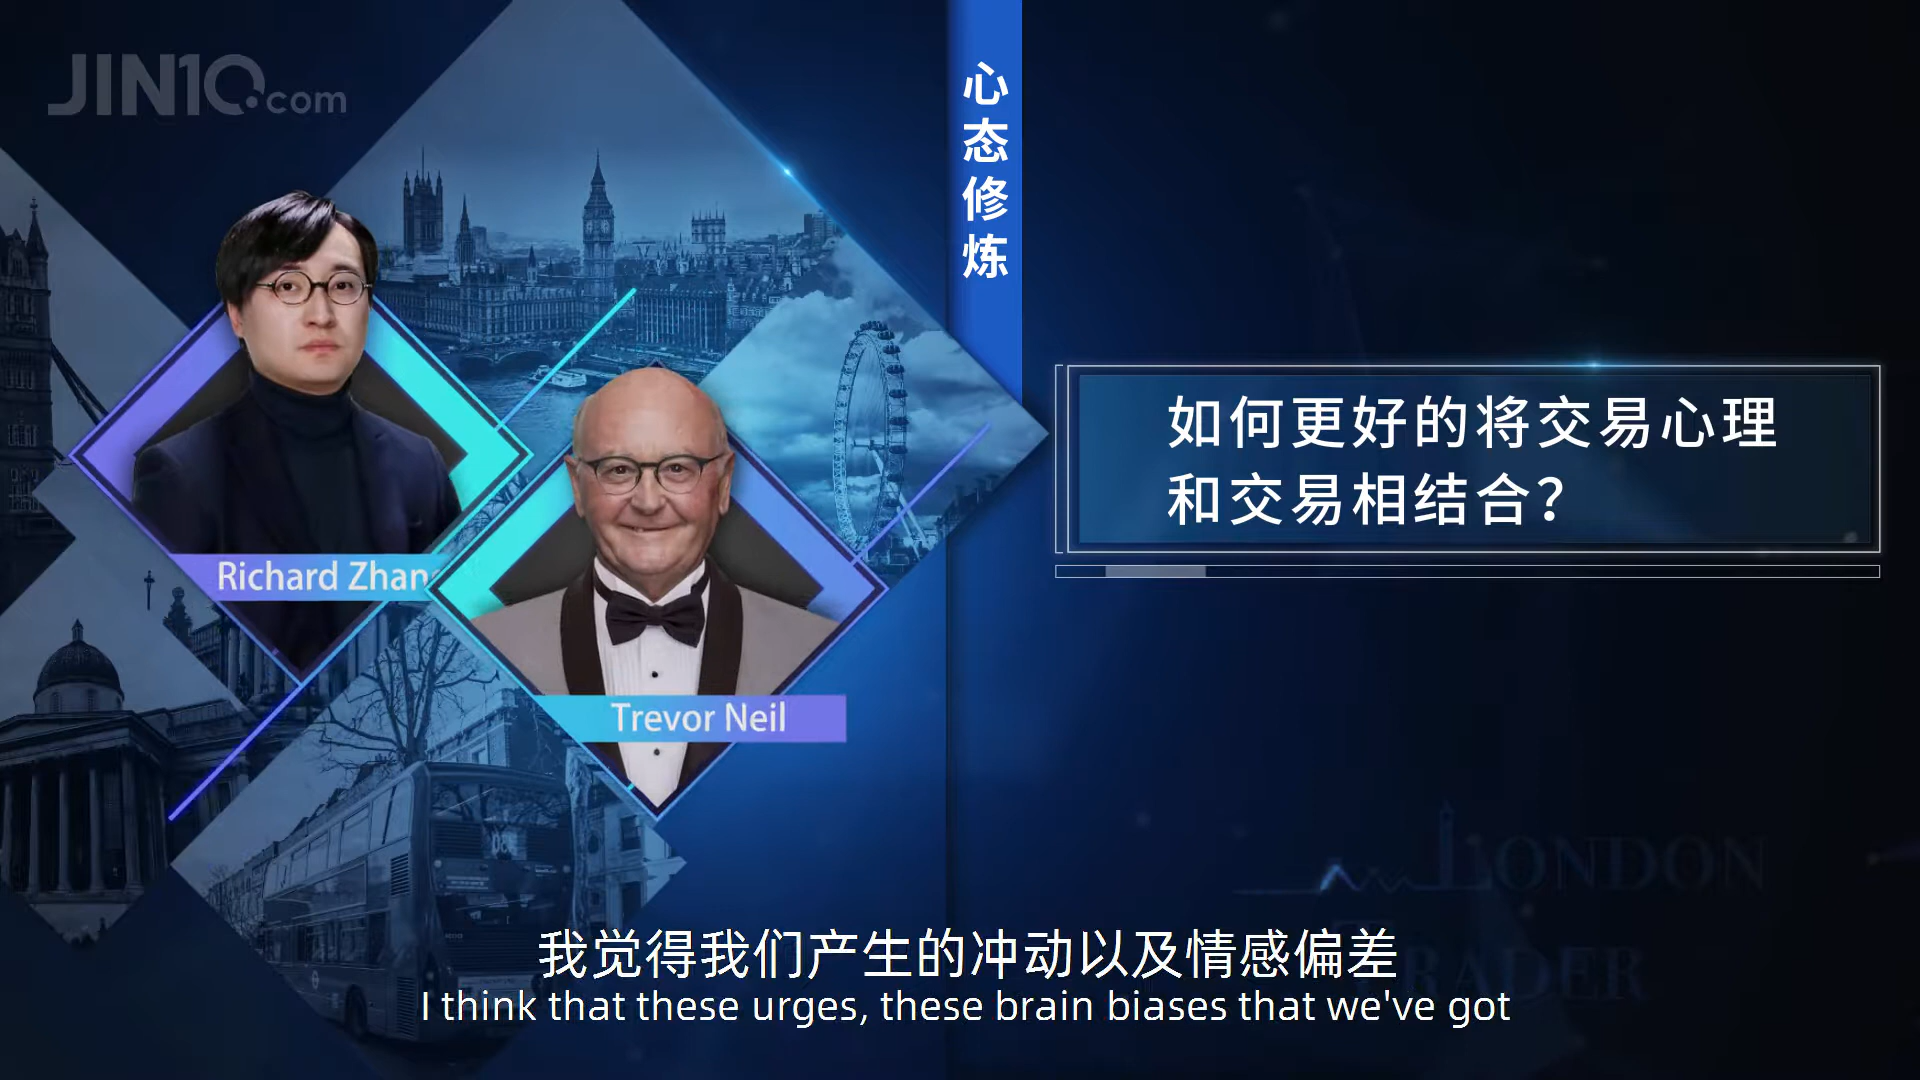 JIN10.com
心态修炼
如何更好的将交易心理
和交易相结合？
Richard Zhang
Trevor Neil
LONDON
TRADER
我觉得我们产生的冲动以及情感偏差
I think that these urges, these brain biases that we've got